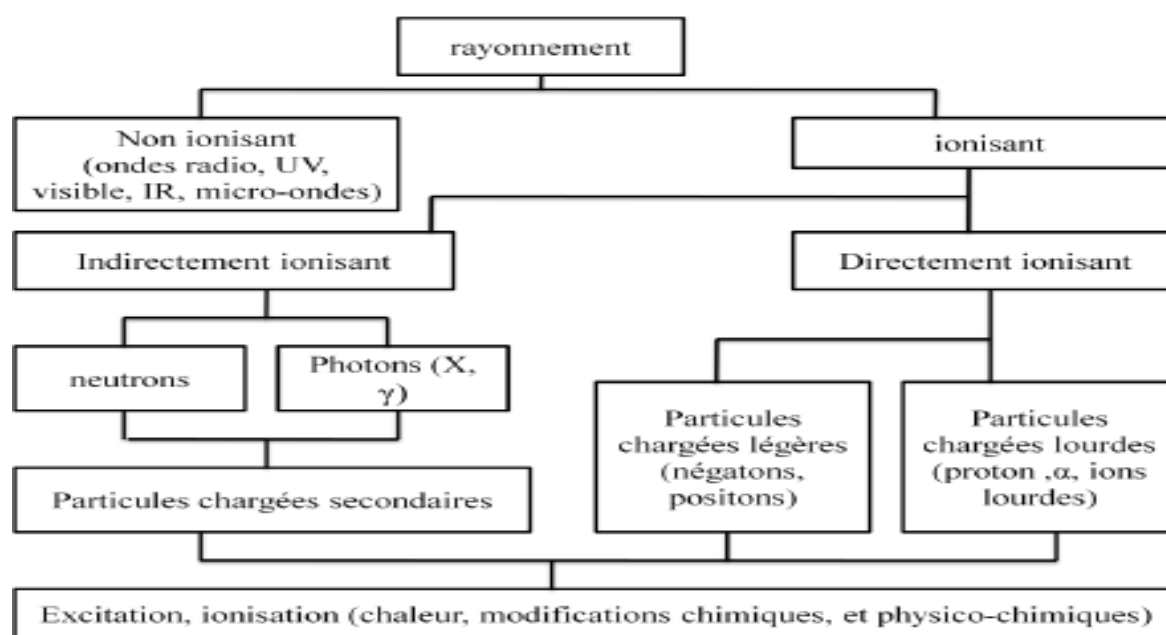 rayonnement
Non ionisant
(ondes radio, UV,
visible, IR, micro-ondes)
ionisant
Indirectement ionisant
Directement ionisant
neutrons
Photons (X,
γ)
Particules
chargées légères
(négatons,
positons)
Particules
chargées lourdes
(proton ,α, ions
lourdes)
Particules chargées secondaires
Excitation, ionisation (chaleur, modifications chimiques, et physico-chimiques)